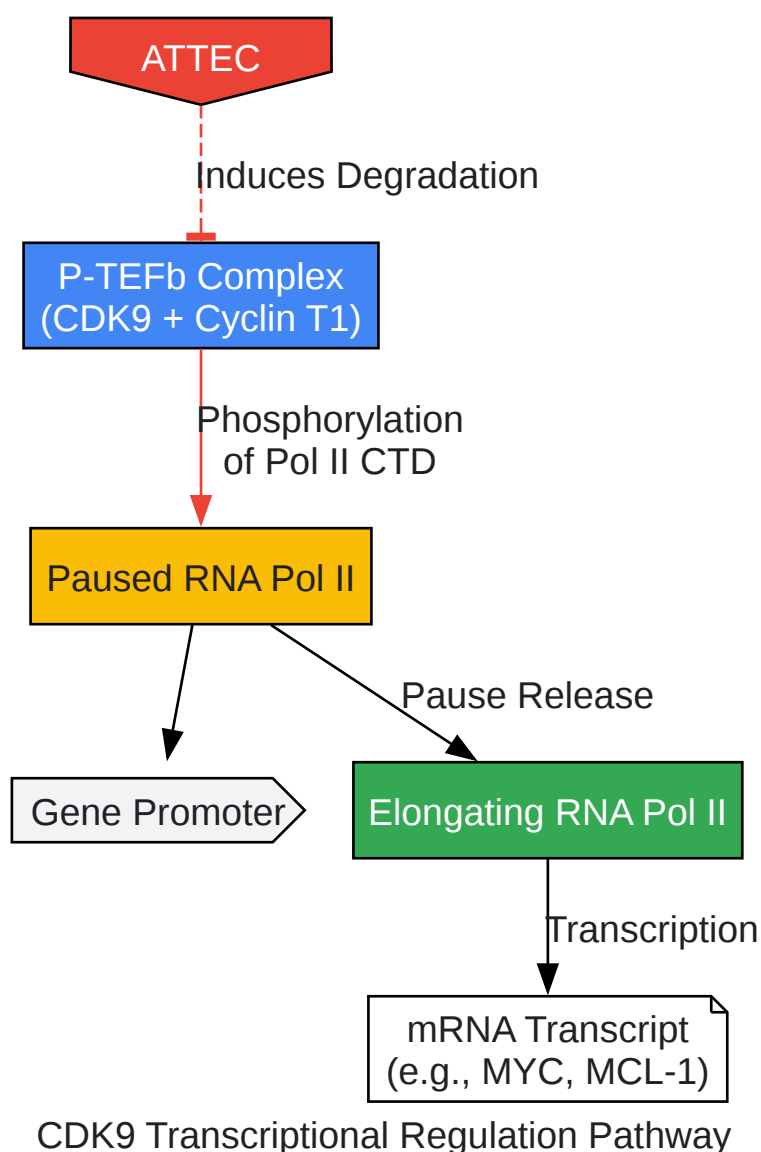 ATTEC
Induces Degradation
P-TEFb Complex
(CDK9 + Cyclin T1)
Phosphorylation
of Pol II CTD
Paused RNA Pol II
Pause Release
Gene Promoter
Elongating RNA Pol II
Transcription
mRNA Transcript
(e.g., MYC, MCL-1)
CDK9 Transcriptional Regulation Pathway